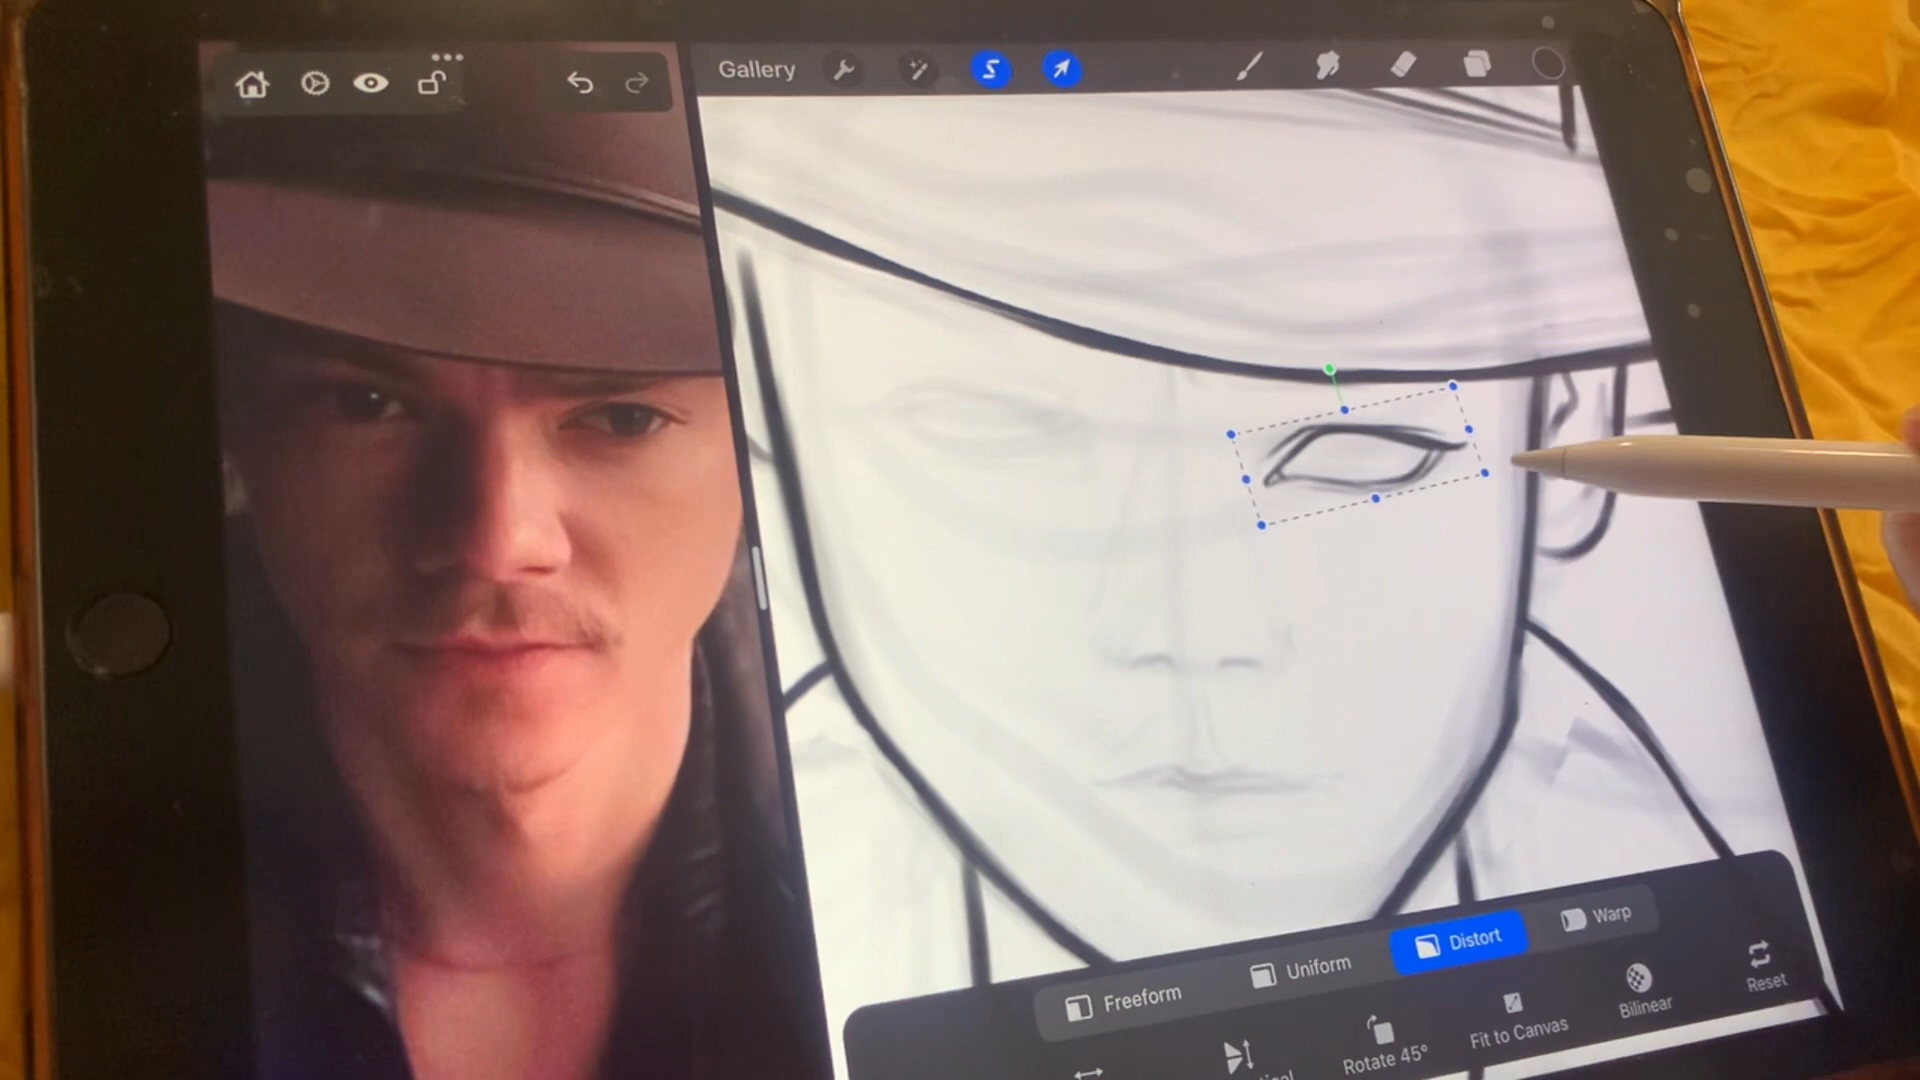 Gallery
Freeform
Uniform
Distort
Warp
Rotate 45°
Fit to Canvas
Bilinear
Reset